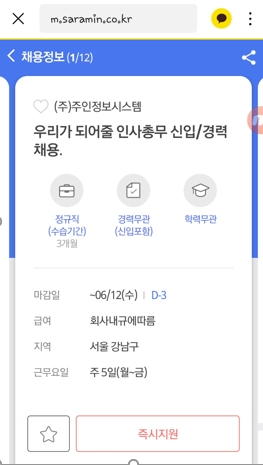 m.saramin.co.kr
채용정보 (1/12)
(주)주인정보시스템
우리가 되어줄 인사총무 신입/경력
채용.
정규직 경력무관 학력무관
(수습기간) (신입포함)
3개월
마감일 ~06/12(수) | D-3
급여 회사내규에따름
지역 서울 강남구
근무요일 주 5일(월~금)
즉시지원